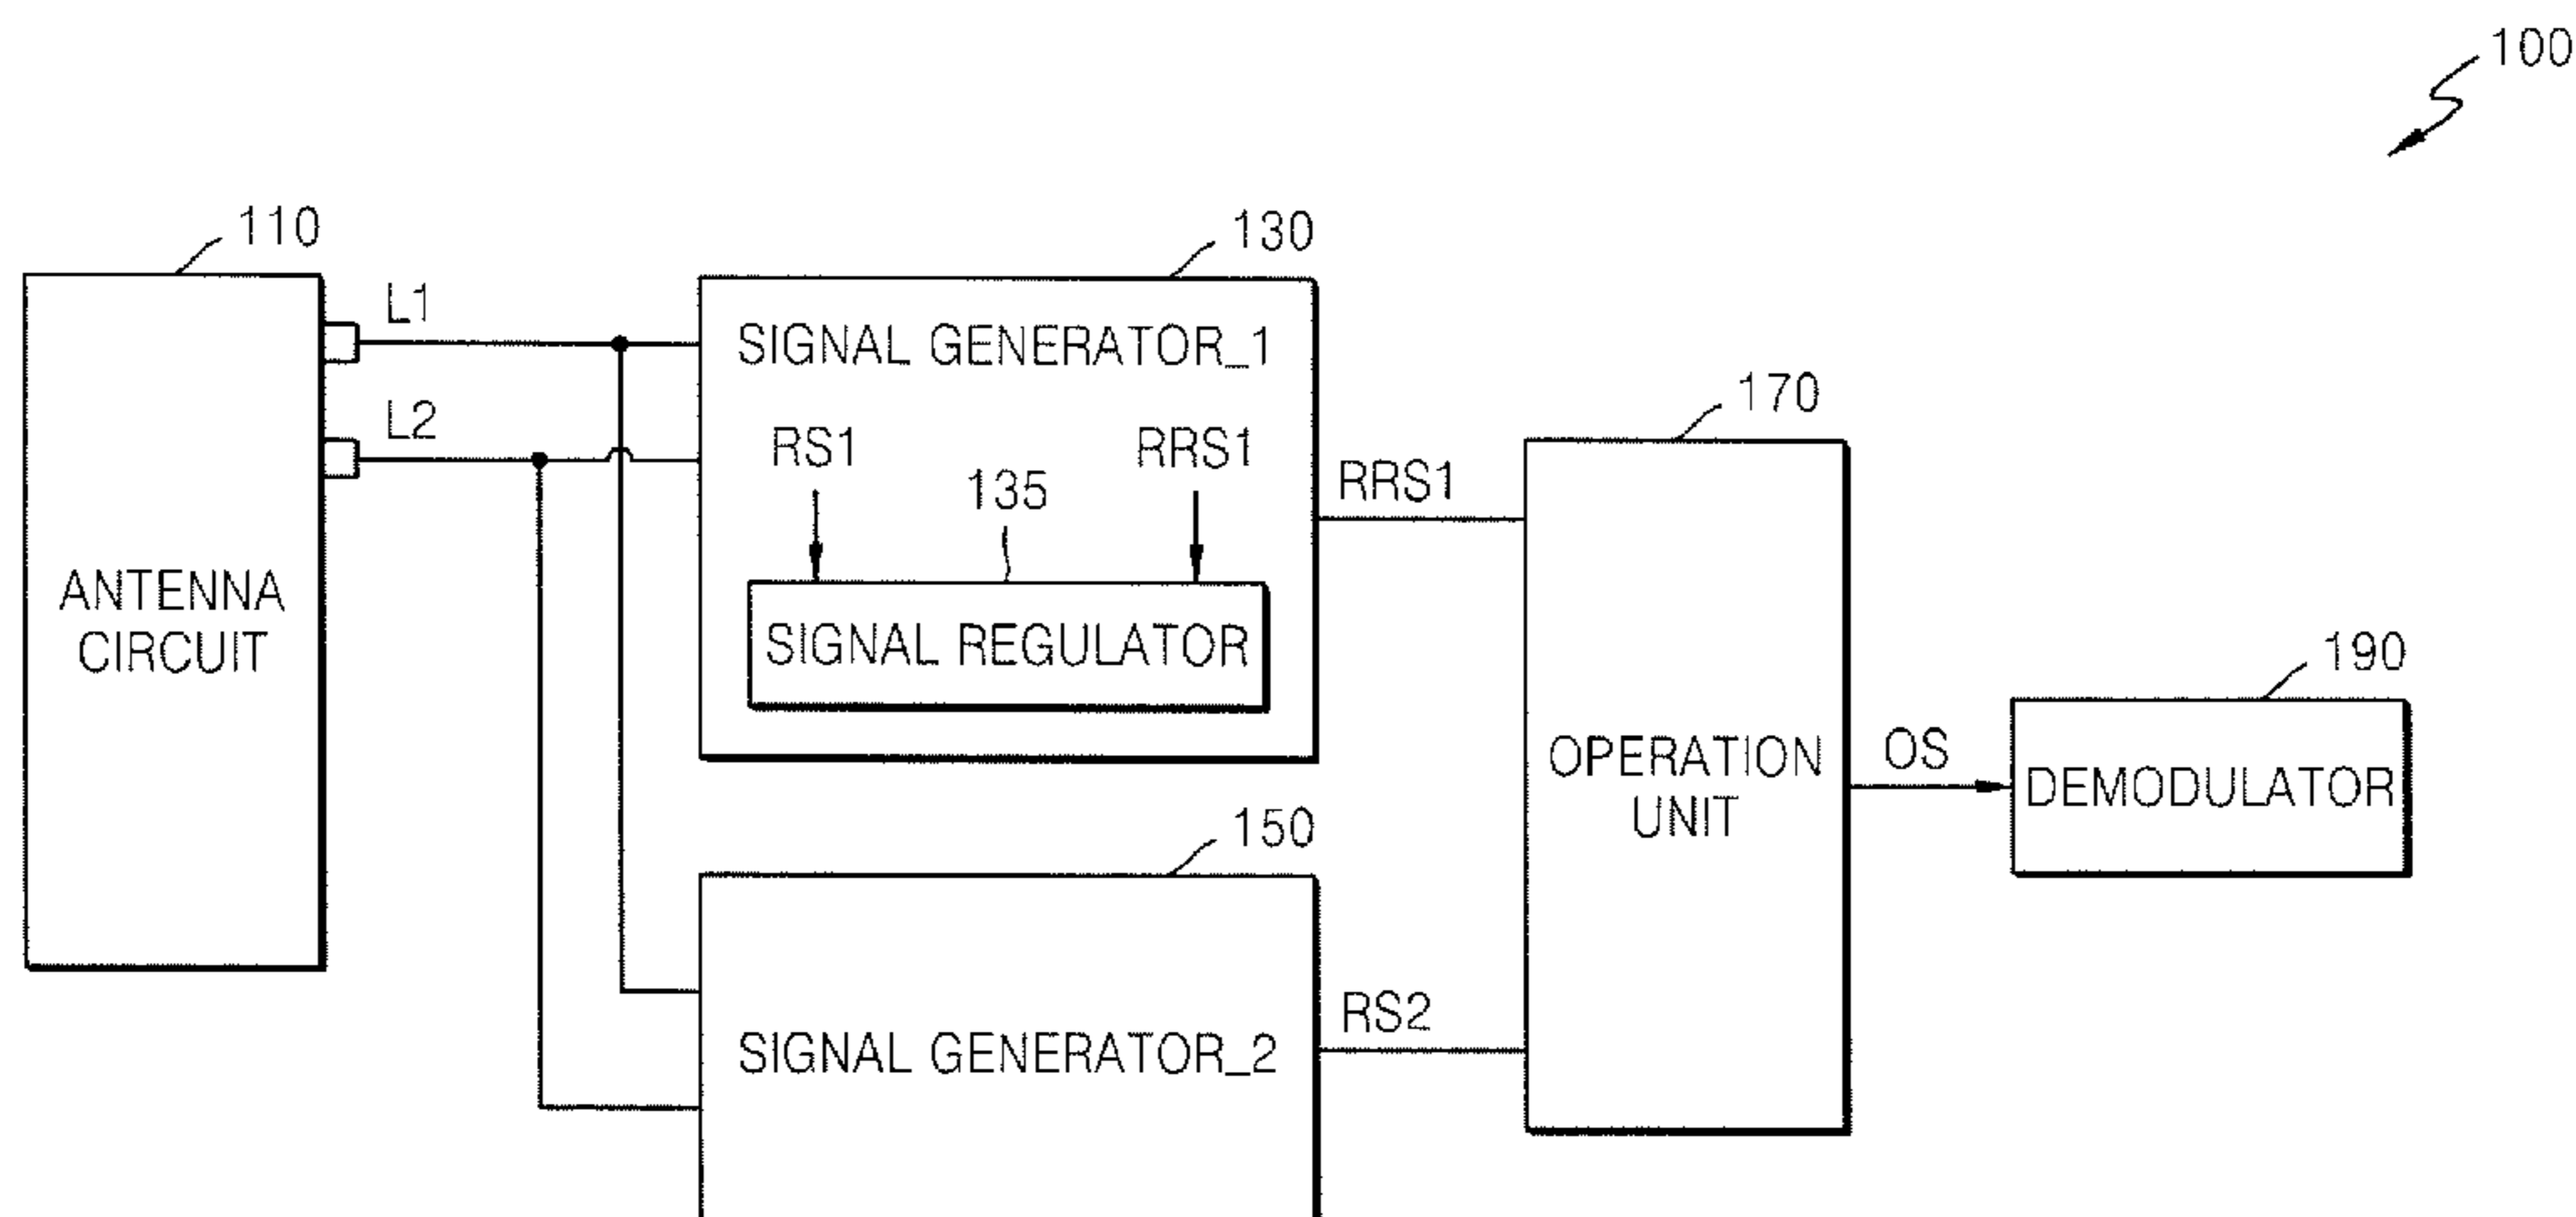 100
110
130
L1
SIGNAL GENERATOR_1
L2
RS1
RRS1
135
SIGNAL REGULATOR
ANTENNA
CIRCUIT
RRS1
170
OPERATION
UNIT
OS
190
DEMODULATOR
150
SIGNAL GENERATOR_2
RS2